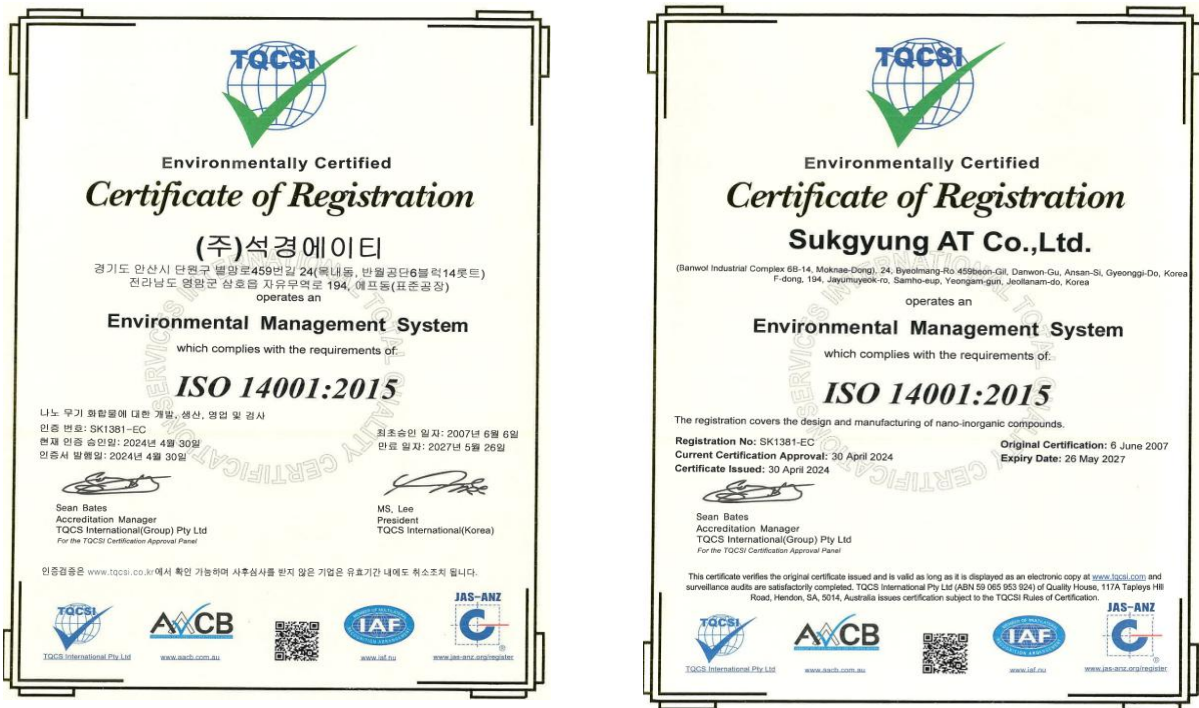 TQCSI
Environmentally Certified
Certificate of Registration
(주)석경에이티
경기도 안산시 단원구 별망로459번길 24(목내동, 반월공단6블럭14롯트)
전라남도 영암군 삼호읍 자유무역로 194, 에프동(표준공장)
operates an
Environmental Management System
which complies with the requirements of:
ISO 14001:2015
나노 무기 화합물에 대한 개발, 생산, 영업 및 검사
인증 번호: SK1381-EC
현재 인증 승인일: 2024년 4월 30일
인증서 발행일: 2024년 4월 30일
최초승인 일자: 2007년 6월 6일
만료 일자: 2027년 5월 26일
Sean Bates
Accreditation Manager
TQCS International(Group) Pty Ltd
For the TQCSI Certification Approval Panel
MS, Lee
President
TQCS International(Korea)
인증검증은 www.tqcsi.co.kr에서 확인 가능하며 사후심사를 받지 않은 기업은 유효기간 내에도 취소조치 됩니다.
TQCSI
TQCS International Pty Ltd
AACB
www.aacb.com.au
IAF
www.iaf.nu
JAS-ANZ
www.jas-anz.org/register
TQCSI
Environmentally Certified
Certificate of Registration
Sukgyung AT Co.,Ltd.
(Banwol Industrial Complex 6B-14, Moknae-Dong), 24, Byeolmang-Ro 459beon-Gil, Danwon-Gu, Ansan-Si, Gyeonggi-Do, Korea
F-dong, 194, Jayumuyeok-ro, Samho-eup, Yeongam-gun, Jeollanam-do, Korea
operates an
Environmental Management System
which complies with the requirements of:
ISO 14001:2015
The registration covers the design and manufacturing of nano-inorganic compounds.
Registration No: SK1381-EC
Current Certification Approval: 30 April 2024
Certificate Issued: 30 April 2024
Original Certification: 6 June 2007
Expiry Date: 26 May 2027
Sean Bates
Accreditation Manager
TQCS International(Group) Pty Ltd
For the TQCSI Certification Approval Panel
This certificate verifies the original certificate issued and is valid as long as it is displayed as an electronic copy at www.tqcsi.com and
surveillance audits are satisfactorily completed. TQCS International Pty Ltd (ABN 59 065 953 924) of Quality House, 117A Tapleys Hill
Road, Hendon, SA, 5014, Australia issues certification subject to the TQCSI Rules of Certification.
TQCSI
TQCS International Pty Ltd
AACB
www.aacb.com.au
IAF
www.iaf.nu
JAS-ANZ
www.jas-anz.org/register